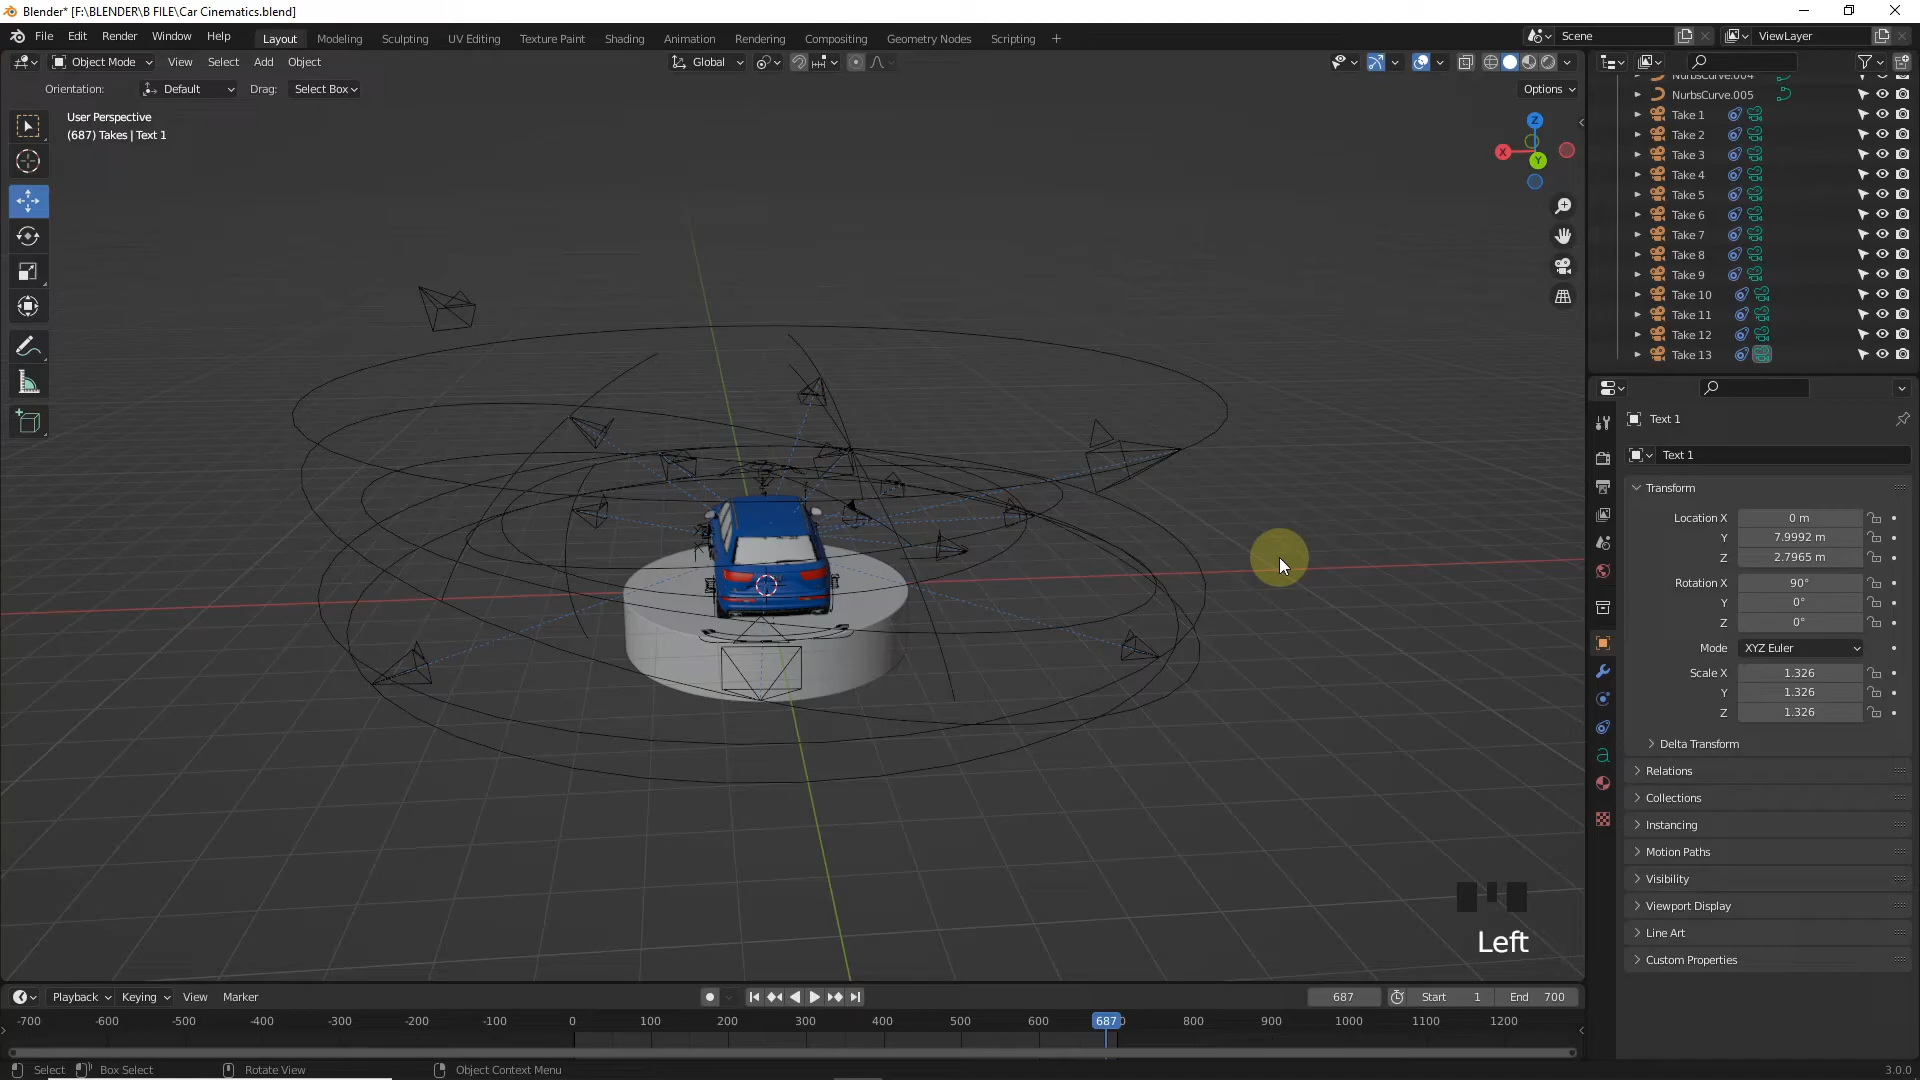 Blender* [F:\BLENDER\B FILE\Car Cinematics.blend]
File Edit Render Window Help Layout Modeling Sculpting UV Editing Texture Paint Shading Animation Rendering Compositing Geometry Nodes Scripting + Scene ViewLayer
Object Mode View Select Add Object Global
Orientation: Default Drag: Select Box Options
User Perspective
(687) Takes | Text 1
Z
X
Y
NurbsCurve.004
NurbsCurve.005
Take 1
Take 2
Take 3
Take 4
Take 5
Take 6
Take 7
Take 8
Take 9
Take 10
Take 11
Take 12
Take 13
Text 1
Text 1
Transform
Location X 0 m
Y 7.9992 m
Z 2.7965 m
Rotation X 90°
Y 0°
Z 0°
Mode XYZ Euler
Scale X 1.326
Y 1.326
Z 1.326
Delta Transform
Relations
Collections
Instancing
Motion Paths
Visibility
Viewport Display
Line Art
Custom Properties
Left
Playback Keying View Marker 687 Start 1 End 700
-700 -600 -500 -400 -300 -200 -100 0 100 200 300 400 500 600 687 800 900 1000 1100 1200
Select Box Select Rotate View Object Context Menu 3.0.0